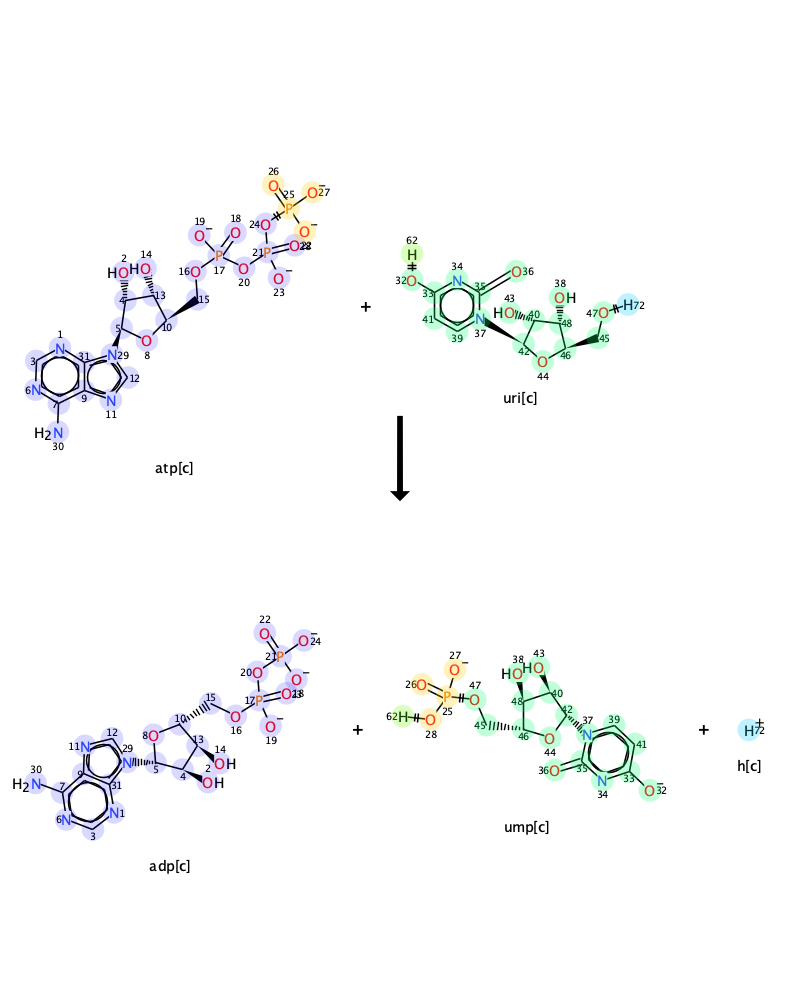 26
25
O
P
O
−
27
19
18
O
−
O
24
O
O
−
2
14
HO
HO
P
17
21
P
O
28
16
O
O
20
O
−
23
4
13
15
5
10
O
8
1
N
3
31
N
29
12
6
N
7
9
N
11
H₂N
30
atp[c]
+
62
H
34
O
36
32
O
N
35
33
43
38
HO
40
OH
47
O
H
72
41
N
37
48
39
42
46
45
O
44
uri[c]
22
O
O
−
24
21
P
20
O
O
−
15
17
P
O
18
10
O
16
O
−
19
8
O
12
11
N
29
N
13
14
OH
30
H₂N
9
5
4
2
OH
7
31
6
N
N
1
3
adp[c]
+
27
O
−
38
43
HO
HO
26
O
P
25
47
O
48
40
62
H
O
28
45
46
42
O
44
37
N
39
41
36
O
35
33
N
34
O
−
32
ump[c]
+
H
+
72
h[c]